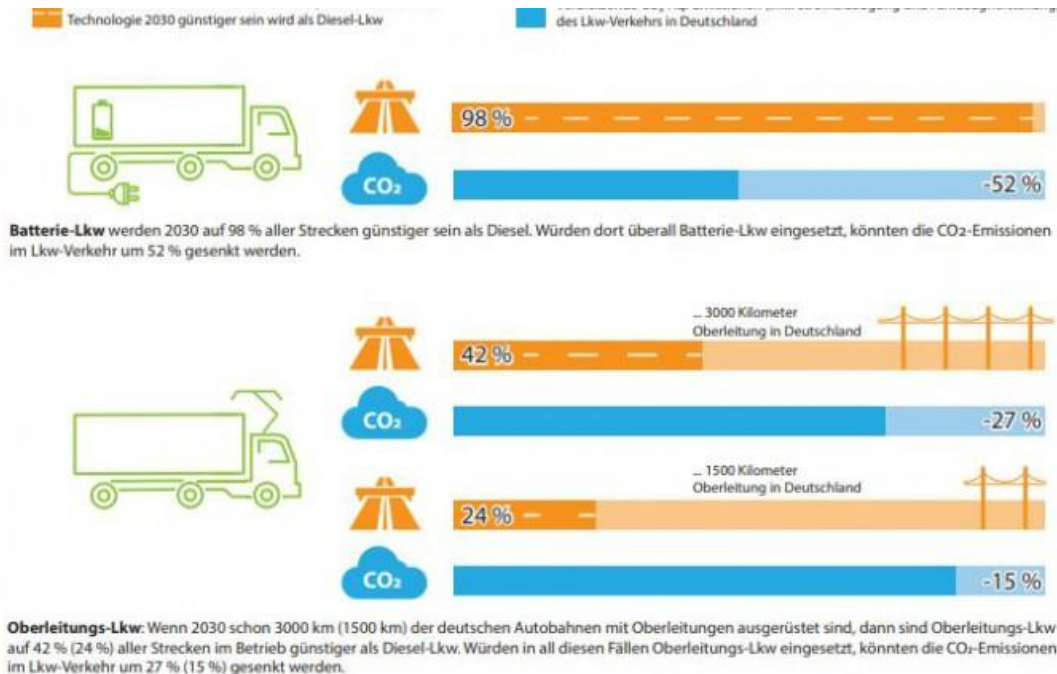 Technologie 2030 günstiger sein wird als Diesel-Lkw
des Lkw-Verkehrs in Deutschland
98 %
CO₂
-52 %
Batterie-Lkw werden 2030 auf 98 % aller Strecken günstiger sein als Diesel. Würden dort überall Batterie-Lkw eingesetzt, könnten die CO₂-Emissionen
im Lkw-Verkehr um 52 % gesenkt werden.
... 3000 Kilometer
Oberleitung in Deutschland
42 %
CO₂
-27 %
... 1500 Kilometer
Oberleitung in Deutschland
24 %
CO₂
-15 %
Oberleitungs-Lkw: Wenn 2030 schon 3000 km (1500 km) der deutschen Autobahnen mit Oberleitungen ausgerüstet sind, dann sind Oberleitungs-Lkw
auf 42 % (24 %) aller Strecken im Betrieb günstiger als Diesel-Lkw. Würden in all diesen Fällen Oberleitungs-Lkw eingesetzt, könnten die CO₂-Emissionen
im Lkw-Verkehr um 27 % (15 %) gesenkt werden.